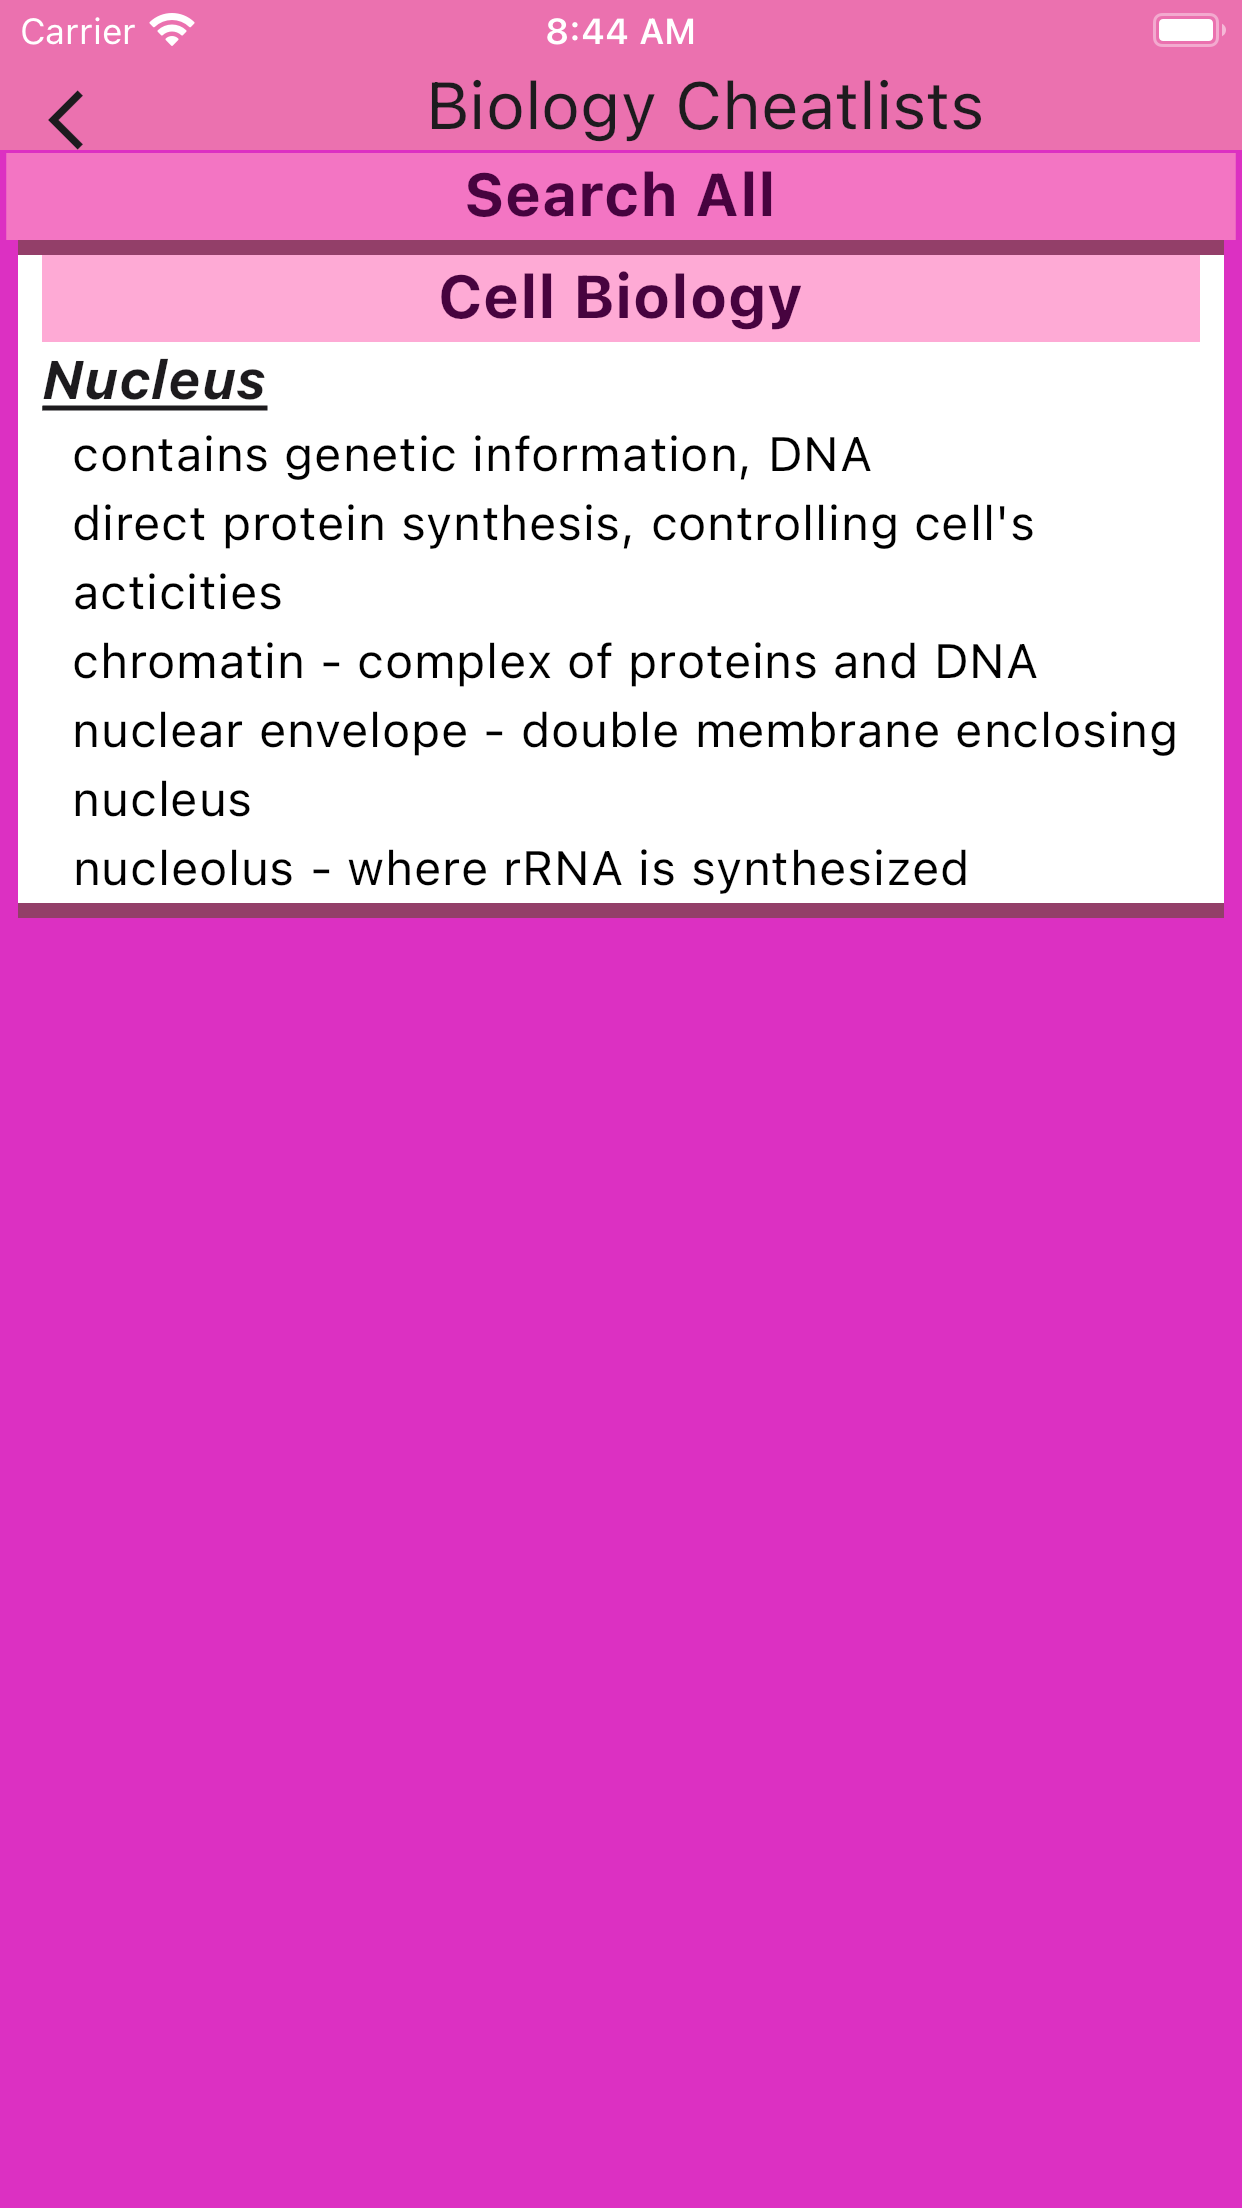 Carrier
8:44 AM
Biology Cheatlists
Search All
Cell Biology
Nucleus
contains genetic information, DNA
direct protein synthesis, controlling cell's
acticities
chromatin - complex of proteins and DNA
nuclear envelope - double membrane enclosing
nucleus
nucleolus - where rRNA is synthesized